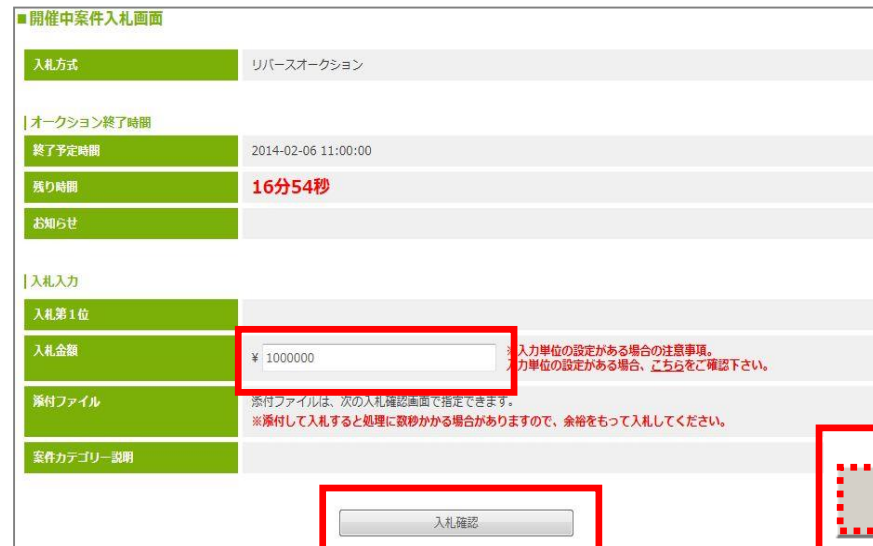 ■開催中案件入札画面
入札方式 リバースオークション
オークション終了時間
終了予定時間 2014-02-06 11:00:00
残り時間 16分54秒
お知らせ
入札入力
入札第1位
入札金額 ¥ 1000000 ※入力単位の設定がある場合の注意事項。
入力単位の設定がある場合、こちらをご確認下さい。
添付ファイル 添付ファイルは、次の入札確認画面で指定できます。
※添付して入札すると処理に数秒かかる場合がありますので、余裕をもって入札してください。
案件カテゴリー説明
入札確認